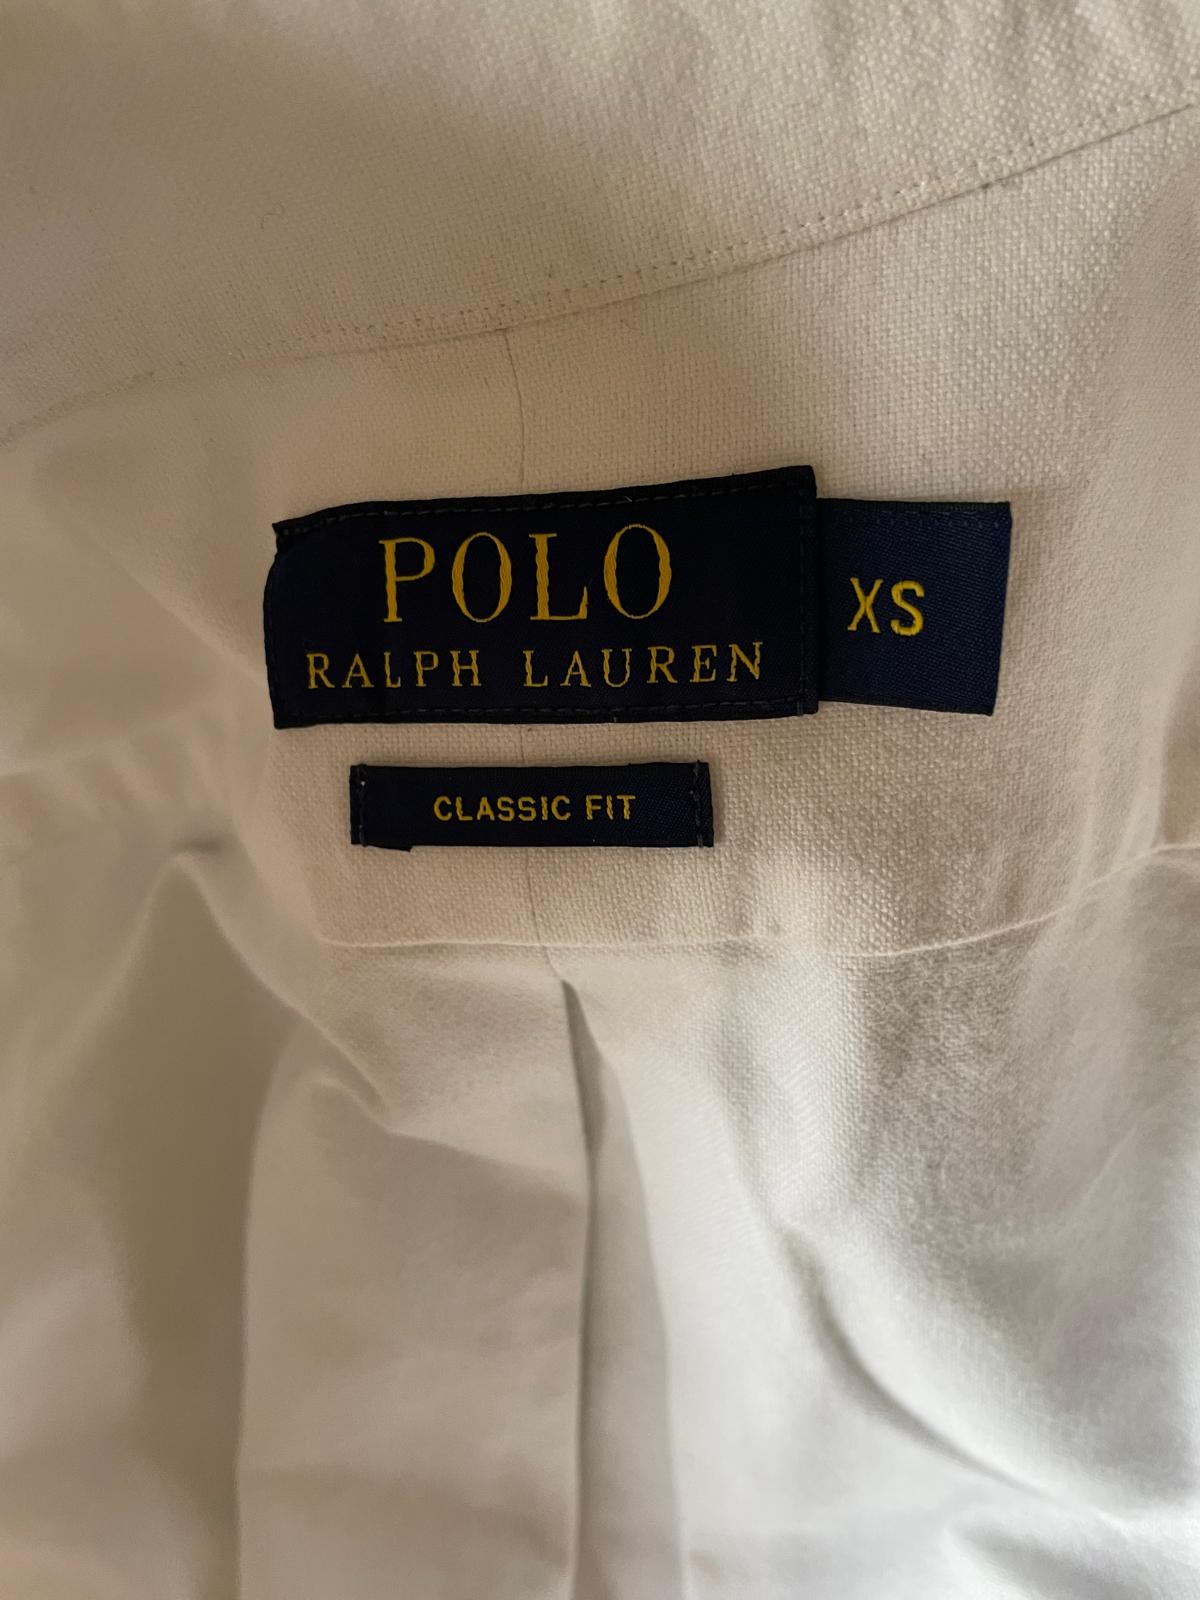 POLO
RALPH LAUREN
XS
CLASSIC FIT